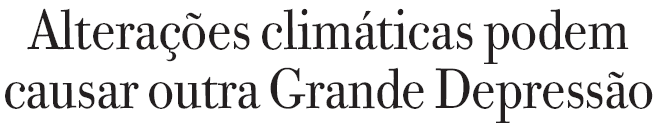 Alterações climáticas podem
causar outra Grande Depressão